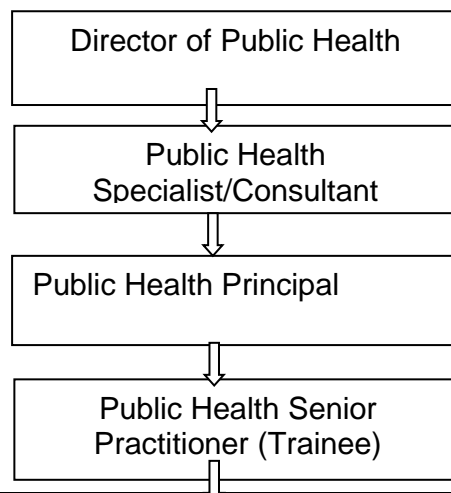 Director of Public Health
Public Health
Specialist/Consultant
Public Health Principal
Public Health Senior
Practitioner (Trainee)